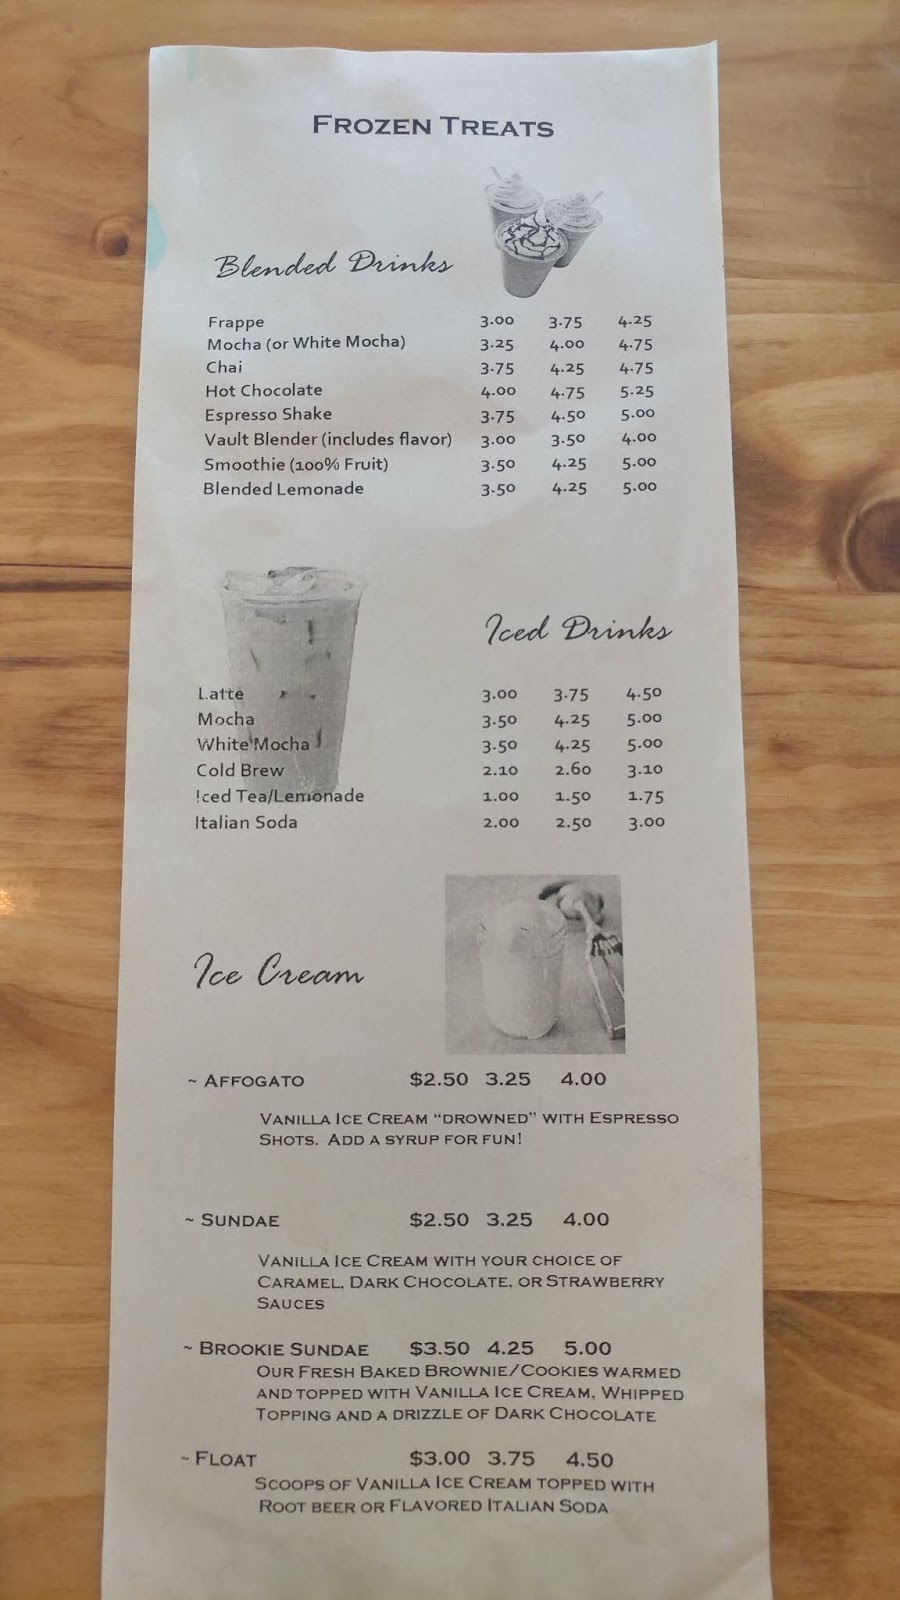 Frozen Treats
Blended Drinks
Frappe 3.00 3.75 4.25
Mocha (or White Mocha) 3.25 4.00 4.75
Chai 3.75 4.25 4.75
Hot Chocolate 4.00 4.75 5.25
Espresso Shake 3.75 4.50 5.00
Vault Blender (includes flavor) 3.00 3.50 4.00
Smoothie (100% Fruit) 3.50 4.25 5.00
Blended Lemonade 3.50 4.25 5.00
Iced Drinks
Latte 3.00 3.75 4.50
Mocha 3.50 4.25 5.00
White Mocha 3.50 4.25 5.00
Cold Brew 2.10 2.60 3.10
Iced Tea/Lemonade 1.00 1.50 1.75
Italian Soda 2.00 2.50 3.00
Ice Cream
~ Affogato $2.50 3.25 4.00
Vanilla Ice Cream “drowned” with Espresso
Shots. Add a syrup for fun!
~ Sundae $2.50 3.25 4.00
Vanilla Ice Cream with your choice of
Caramel, Dark Chocolate, or Strawberry
Sauces
~ Brookie Sundae $3.50 4.25 5.00
Our Fresh Baked Brownie/Cookies warmed
and topped with Vanilla Ice Cream, Whipped
Topping and a drizzle of Dark Chocolate
~ Float $3.00 3.75 4.50
Scoops of Vanilla Ice Cream topped with
Root beer or Flavored Italian Soda